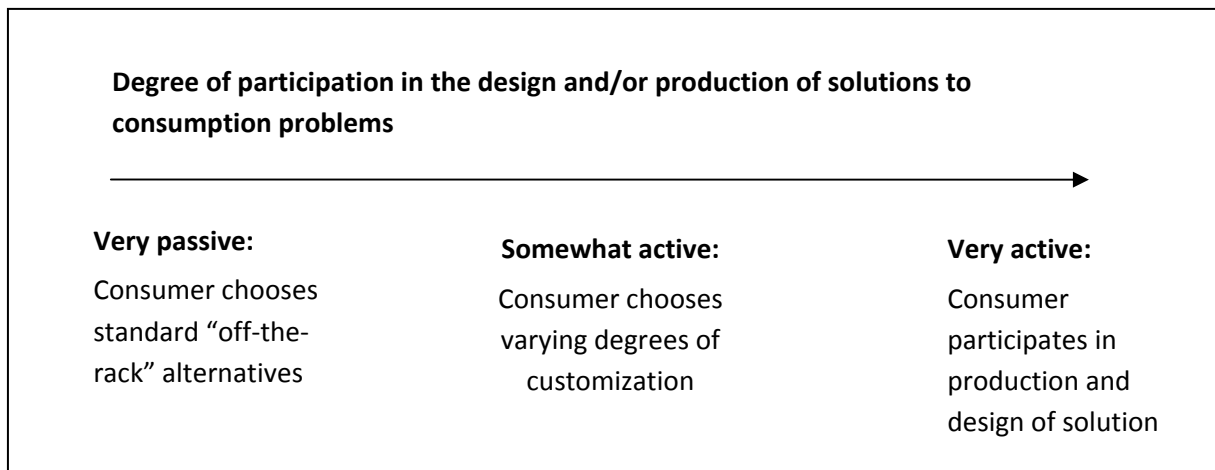 Degree of participation in the design and/or production of solutions to
consumption problems
Very passive:
Consumer chooses
standard “off-the-
rack” alternatives
Somewhat active:
Consumer chooses
varying degrees of
customization
Very active:
Consumer
participates in
production and
design of solution